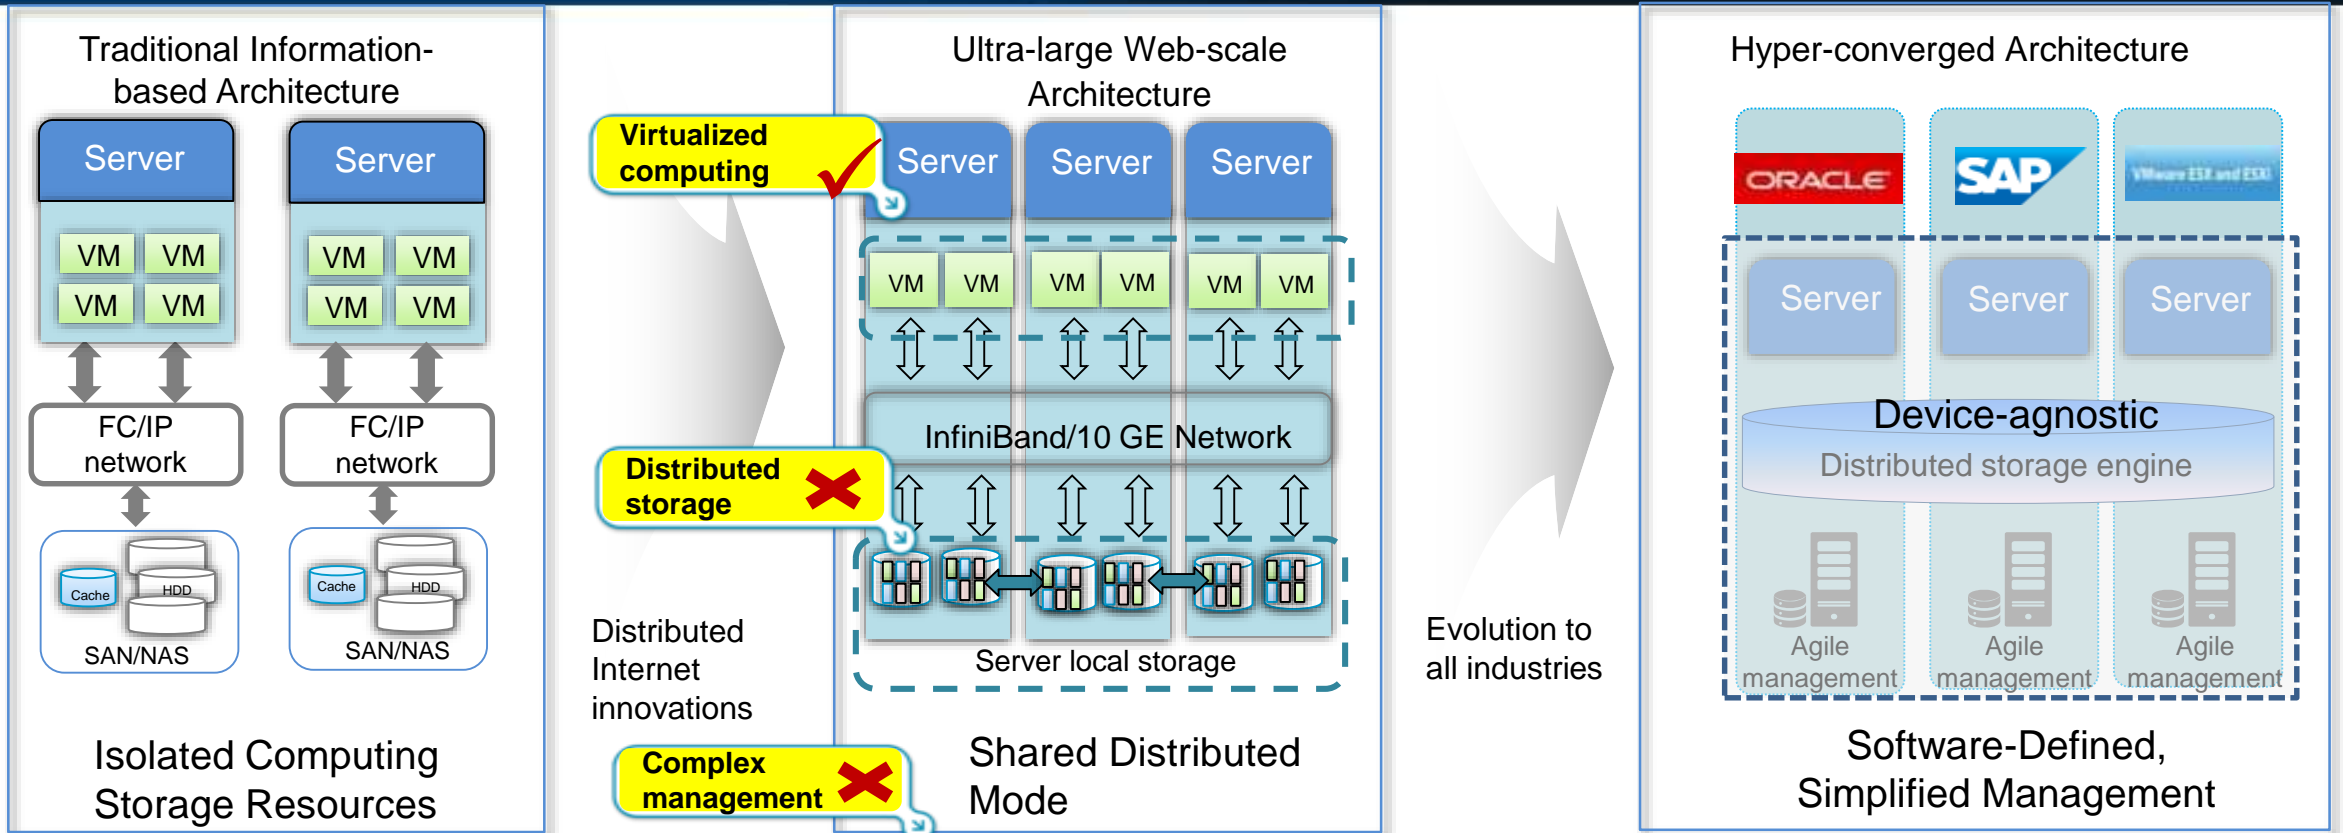 Traditional Information-
based Architecture
Server
VM VM
VM VM
FC/IP
network
Cache
HDD
SAN/NAS
Server
VM VM
VM VM
FC/IP
network
Cache
HDD
SAN/NAS
Isolated Computing
Storage Resources
Distributed
Internet
innovations
Ultra-large Web-scale
Architecture
Virtualized
computing
Server Server Server
VM VM VM VM VM VM
InfiniBand/10 GE Network
Distributed
storage
Server local storage
Complex
management
Shared Distributed
Mode
Evolution to
all industries
Hyper-converged Architecture
ORACLE
SAP
VMware ESX and ESXi
Server Server Server
Device-agnostic
Distributed storage engine
Agile
management
Agile
management
Agile
management
Software-Defined,
Simplified Management